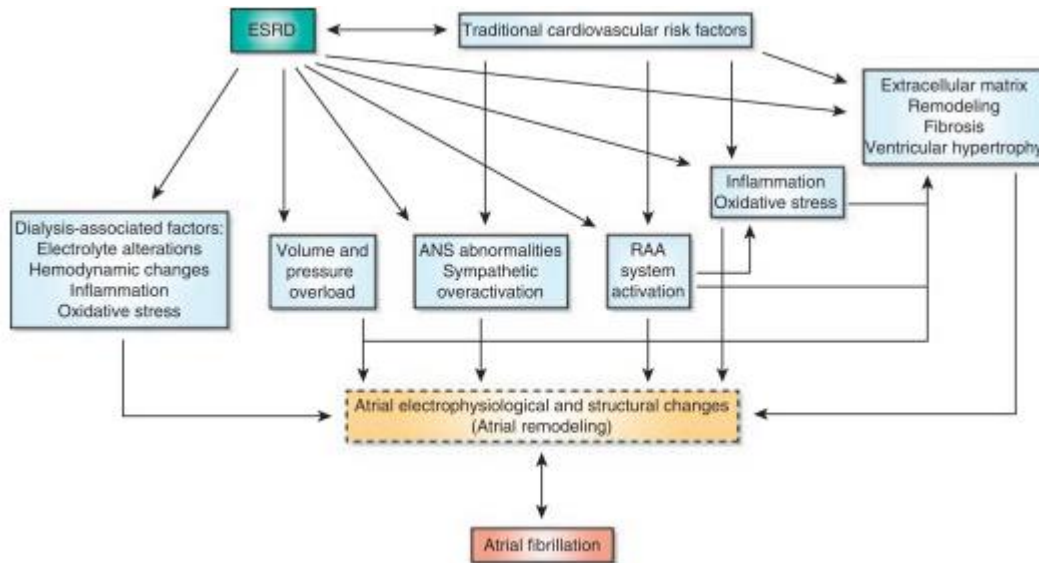 ESRD
Traditional cardiovascular risk factors
Extracellular matrix
Remodeling
Fibrosis
Ventricular hypertrophy
Inflammation
Oxidative stress
Dialysis-associated factors:
Electrolyte alterations
Hemodynamic changes
Inflammation
Oxidative stress
Volume and
pressure
overload
ANS abnormalities
Sympathetic
overactivation
RAA
system
activation
Atrial electrophysiological and structural changes
(Atrial remodeling)
Atrial fibrillation